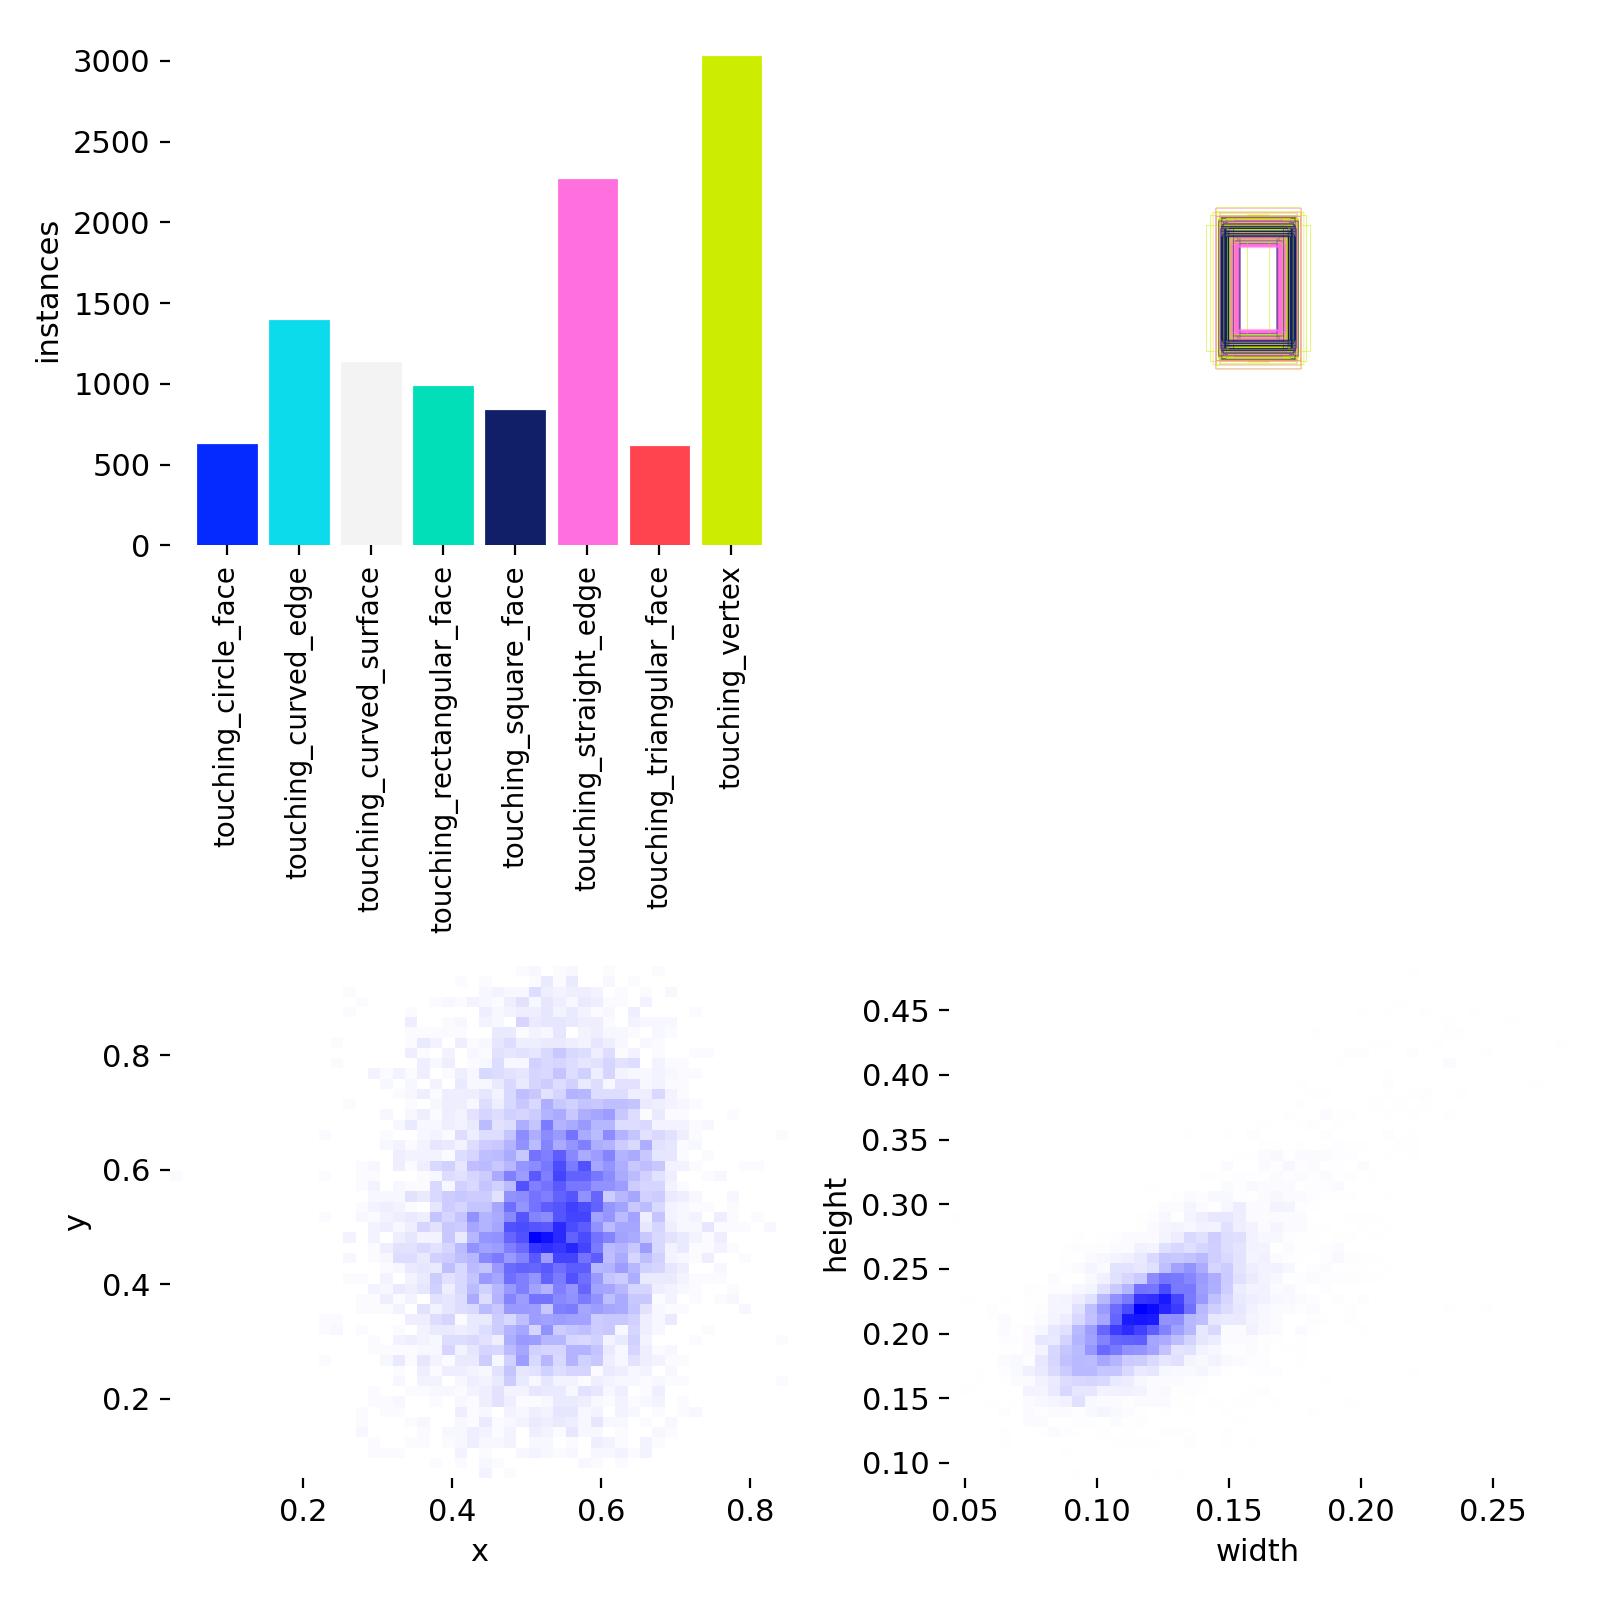 3000
2500
2000
1500
1000
500
0
instances
touching_circle_face
touching_curved_edge
touching_curved_surface
touching_rectangular_face
touching_square_face
touching_straight_edge
touching_triangular_face
touching_vertex
0.8
0.6
0.4
0.2
y
0.2 0.4 0.6 0.8
x
0.45
0.40
0.35
0.30
0.25
0.20
0.15
0.10
height
0.05 0.10 0.15 0.20 0.25
width